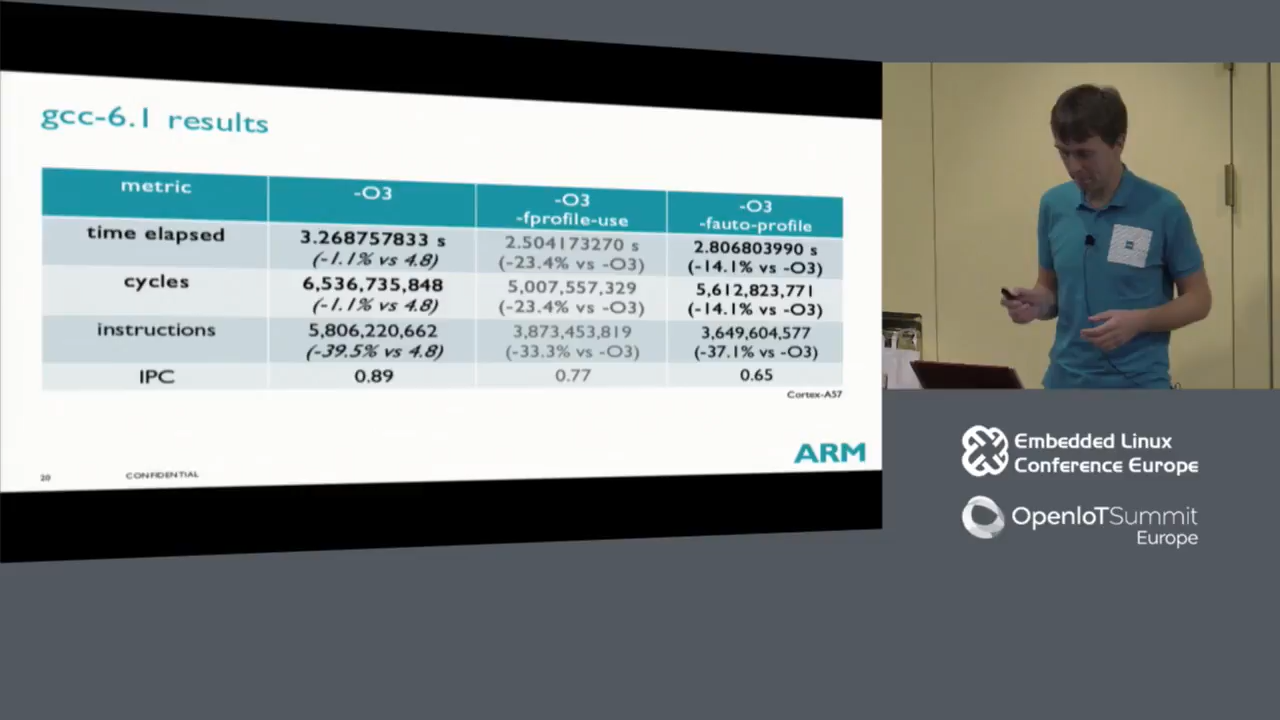 gcc-6.1 results
metric
-O3
-O3
-fprofile-use
-O3
-fauto-profile
time elapsed
3.268757833 s
(-1.1% vs 4.8)
2.504173270 s
(-23.4% vs -O3)
2.806803990 s
(-14.1% vs -O3)
cycles
6,536,735,848
(-1.1% vs 4.8)
5,007,557,329
(-23.4% vs -O3)
5,612,823,771
(-14.1% vs -O3)
instructions
5,806,220,662
(-39.5% vs 4.8)
3,873,453,819
(-33.3% vs -O3)
3,649,604,577
(-37.1% vs -O3)
IPC
0.89
0.77
0.65
Cortex-A57
ARM
20
CONFIDENTIAL
Embedded Linux
Conference Europe
OpenIoTSummit
Europe